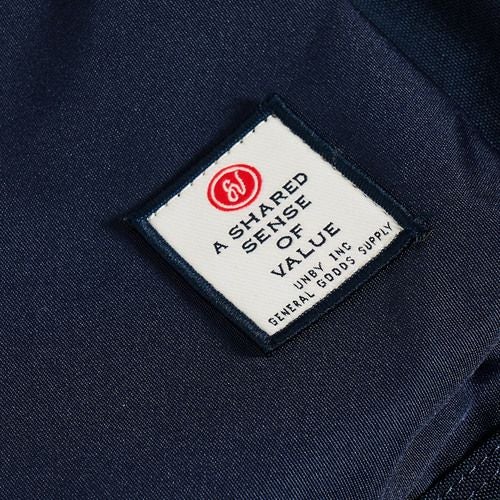 A SHARED
SENSE
OF
VALUE
UNBY INC
GENERAL GOODS SUPPLY